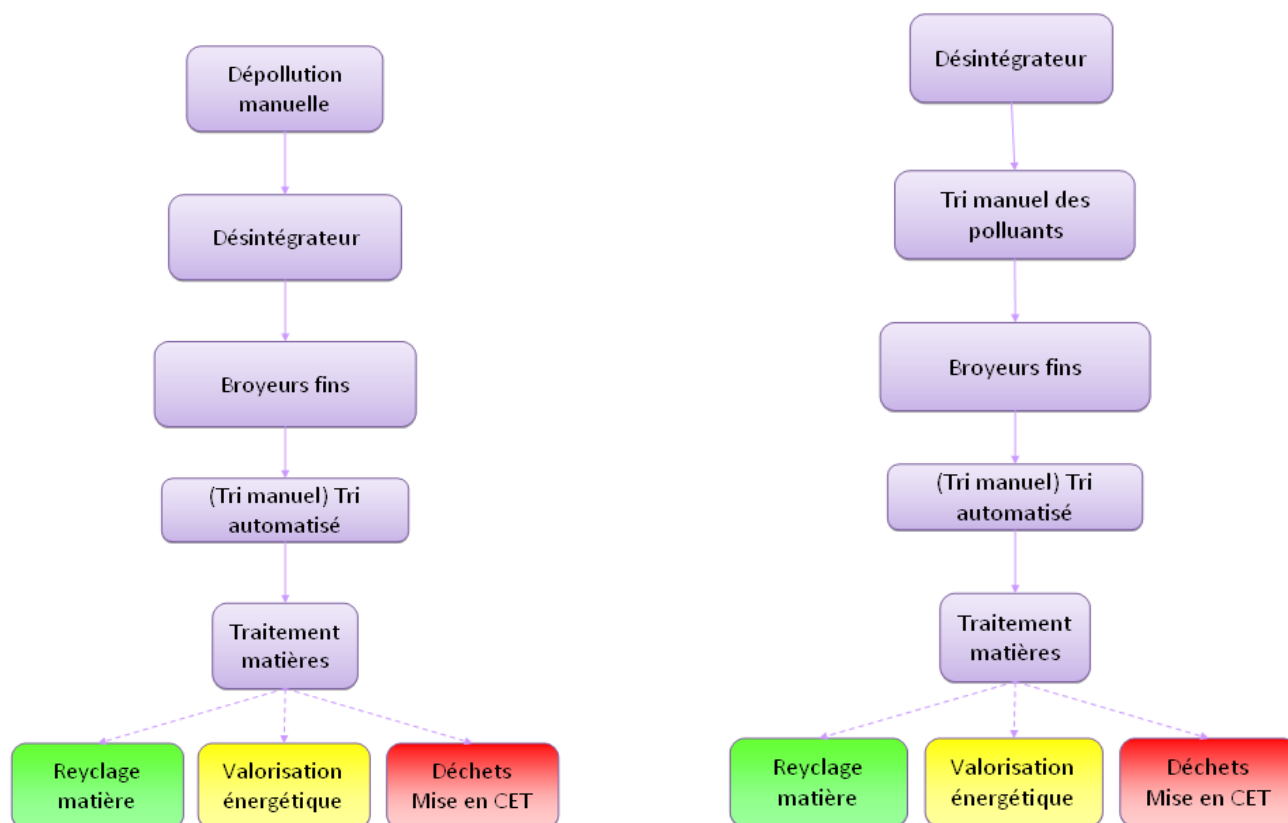 Dépollution
manuelle
Désintégrateur
Broyeurs fins
(Tri manuel) Tri
automatisé
Traitement
matières
Reyclage
matière
Valorisation
énergétique
Déchets
Mise en CET
Désintégrateur
Tri manuel des
polluants
Broyeurs fins
(Tri manuel) Tri
automatisé
Traitement
matières
Reyclage
matière
Valorisation
énergétique
Déchets
Mise en CET